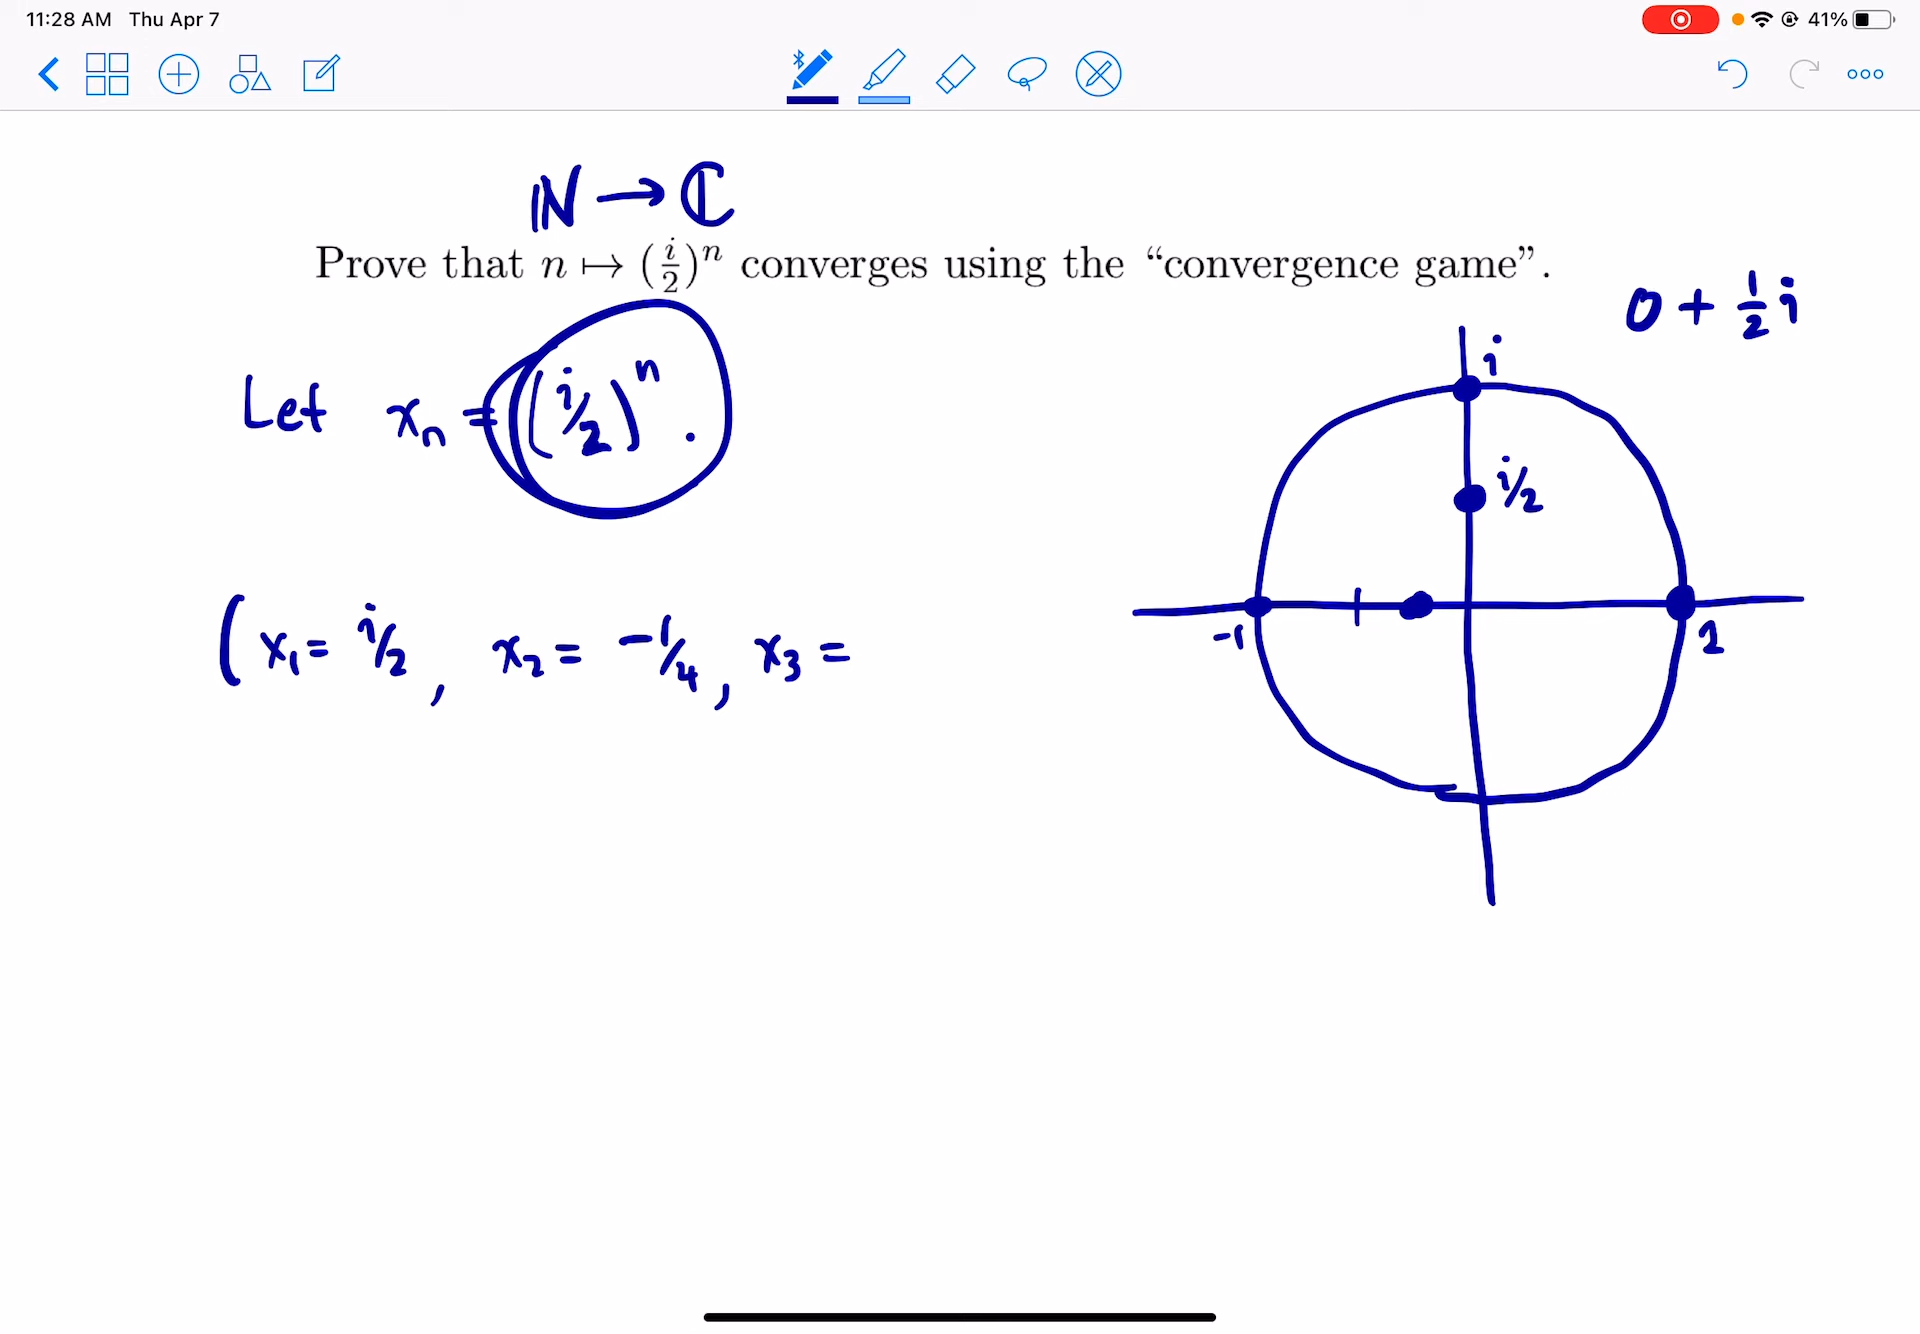 11:28 AM Thu Apr 7 41%
ℕ → ℂ
Prove that n ↦ (i/2)ⁿ converges using the “convergence game”.
0 + 1/2 i
Let xₙ = (i/2)ⁿ.
i
i/2
-1
1
(x₁ = i/2, x₂ = -1/4, x₃ =